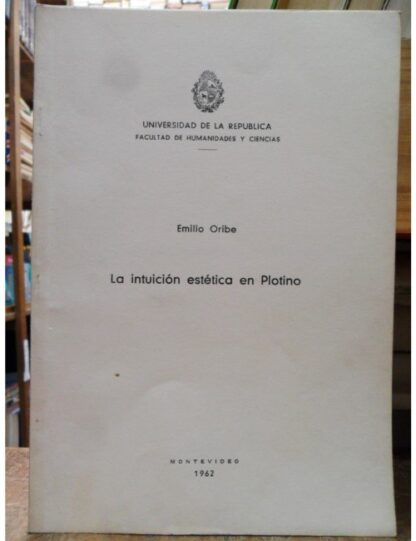 UNIVERSIDAD DE LA REPUBLICA
FACULTAD DE HUMANIDADES Y CIENCIAS
Emilio Oribe
La intuición estética en Plotino
MONTEVIDEO
1962